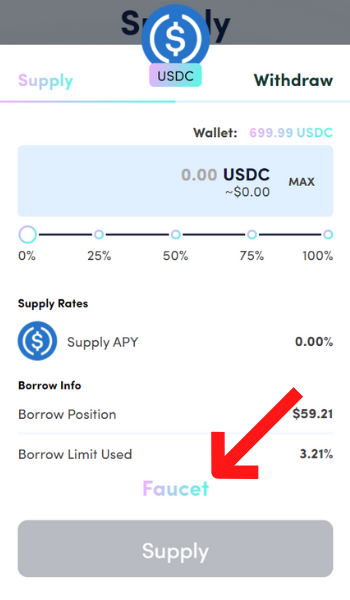 Supply
USDC
Supply Withdraw
Wallet: 699.99 USDC
0.00 USDC
~$0.00
MAX
0% 25% 50% 75% 100%
Supply Rates
Supply APY 0.00%
Borrow Info
Borrow Position $59.21
Borrow Limit Used 3.21%
Faucet
Supply